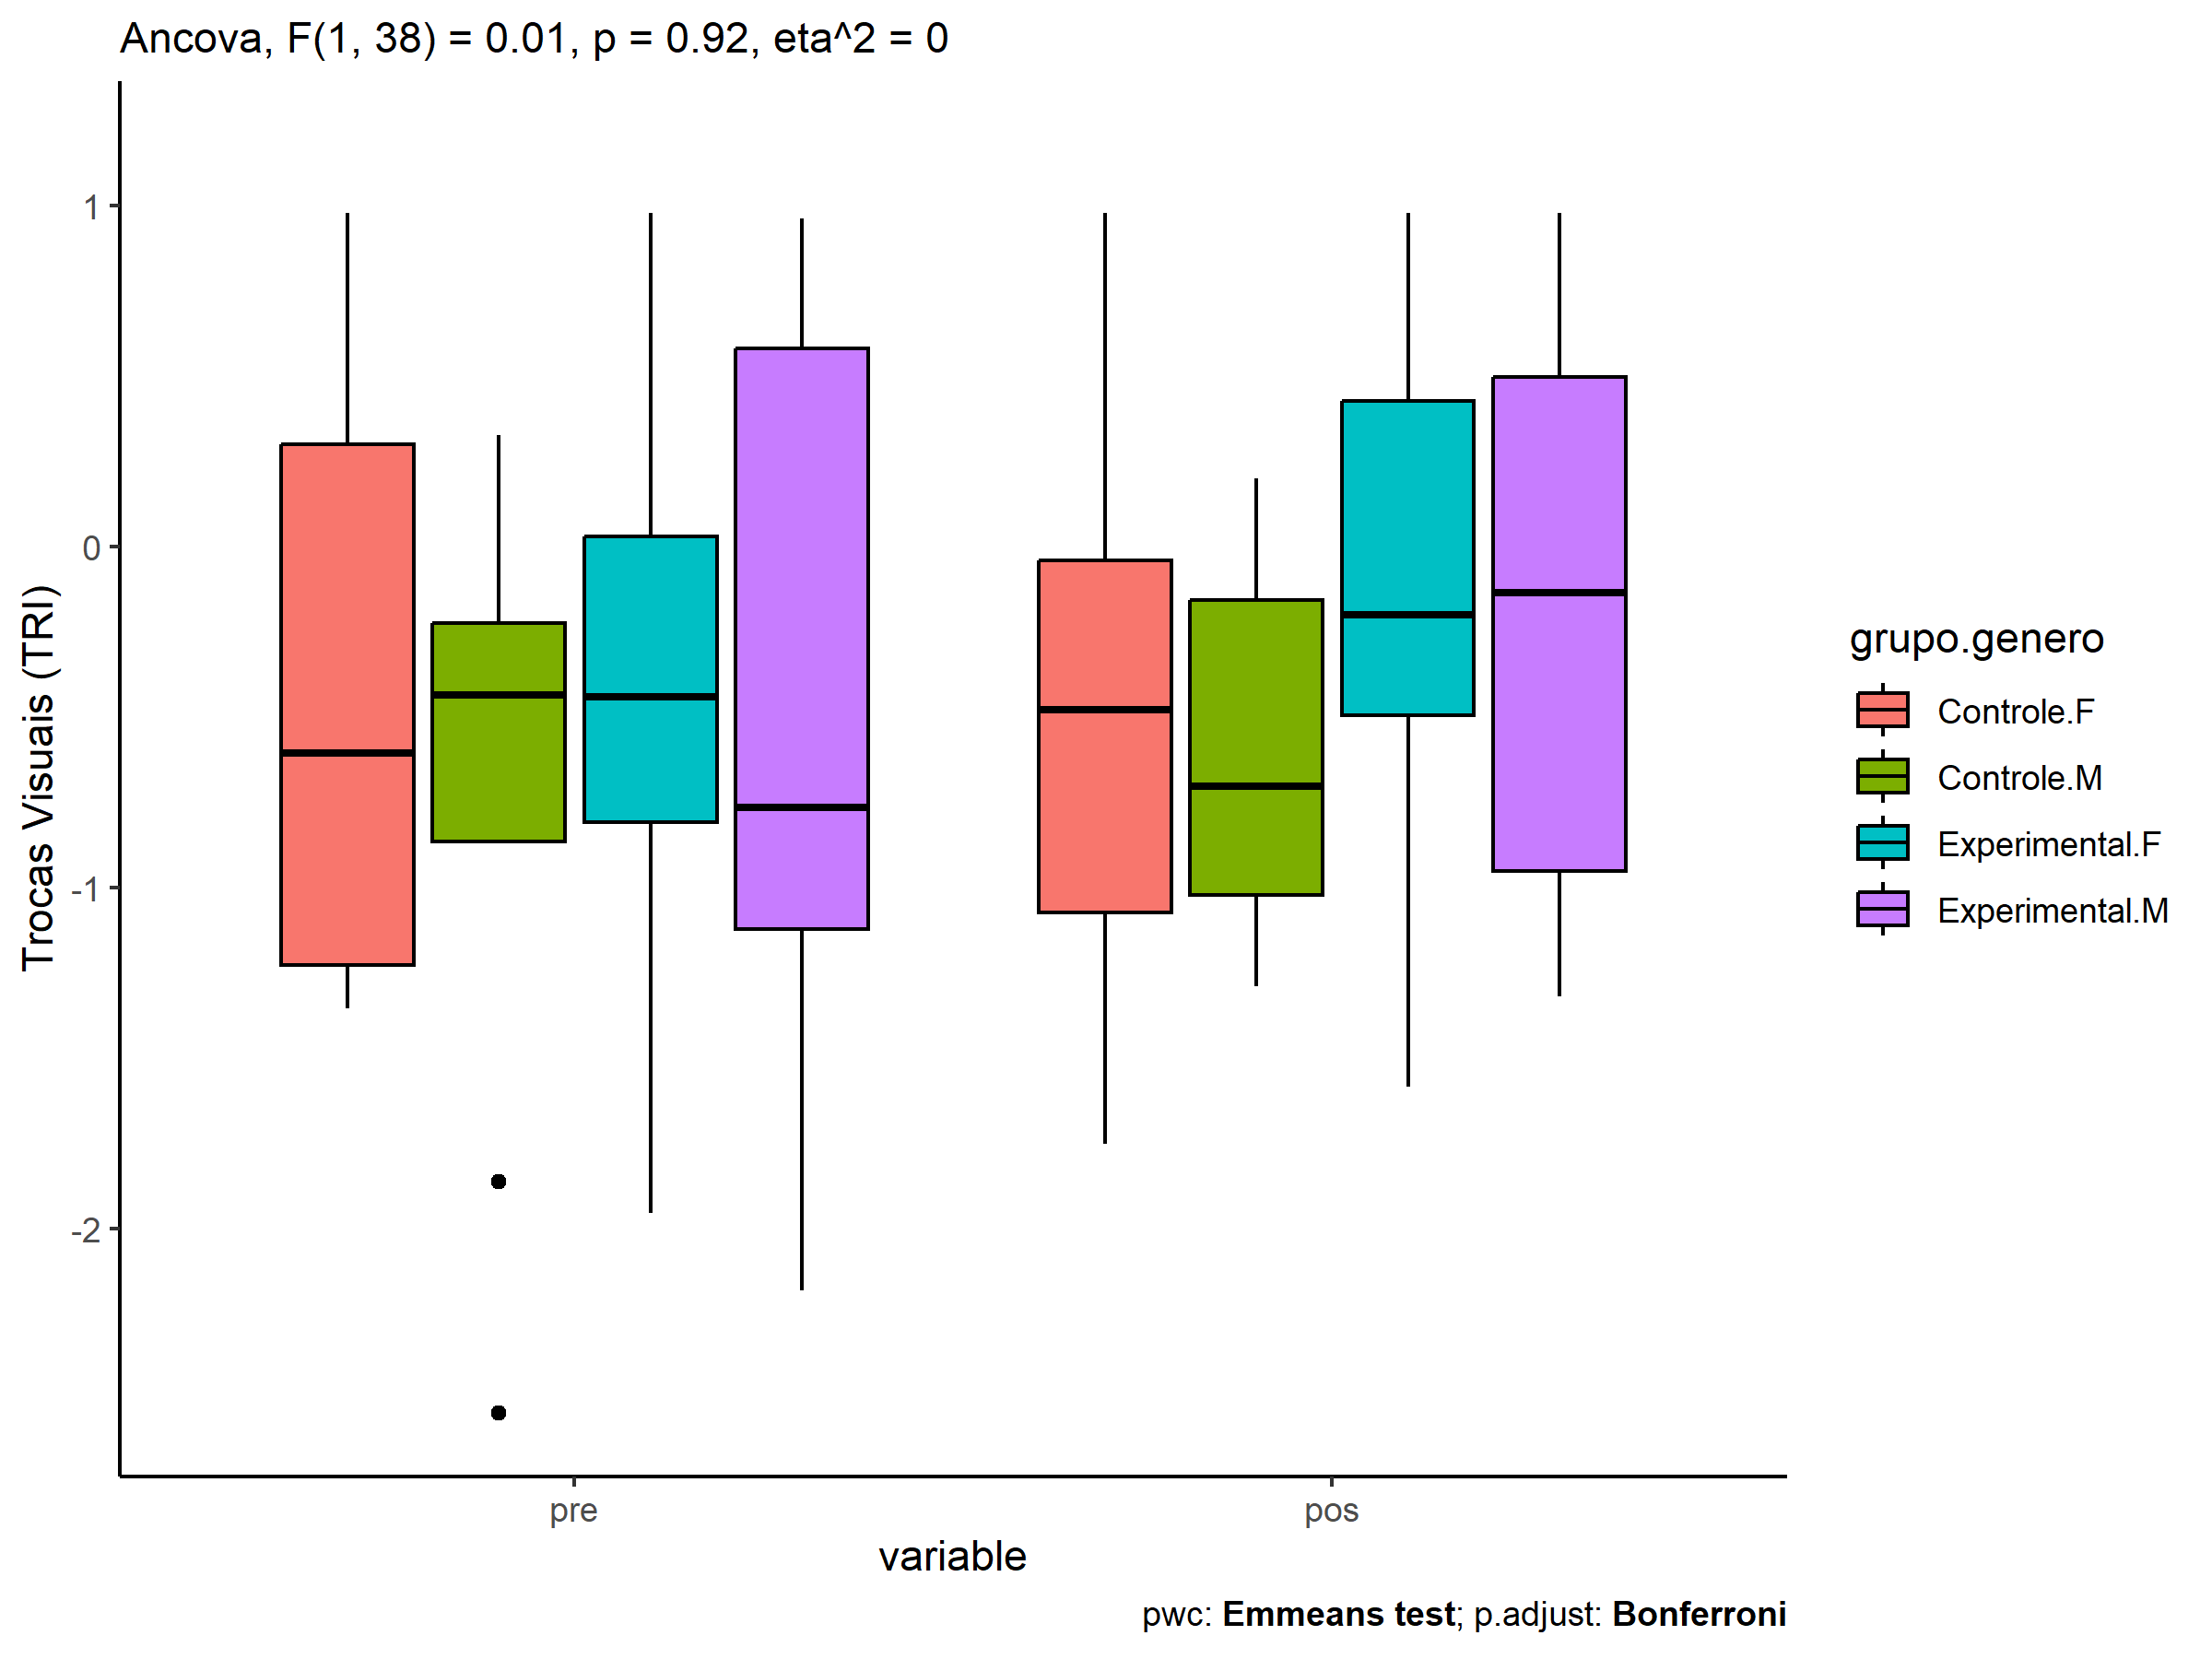 Ancova, F(1, 38) = 0.01, p = 0.92, eta^2 = 0
Trocas Visuais (TRI)
1
0
-1
-2
pre
pos
variable
grupo.genero
Controle.F
Controle.M
Experimental.F
Experimental.M
pwc: Emmeans test; p.adjust: Bonferroni